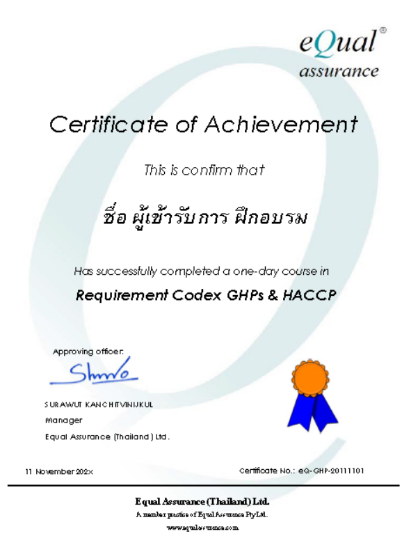 eQual®
assurance
Certificate of Achievement
This is confirm that
ชื่อ ผู้เข้ารับการ ฝึกอบรม
Has successfully completed a one-day course in
Requirement Codex GHPs & HACCP
Approving officer:
SURAWUT KANCHITVINIJKUL
Manager
Equal Assurance (Thailand) Ltd.
11 November 202x
Certificate No.: eQ-GHP-20111101
Equal Assurance (Thailand) Ltd.
A member practice of Equal Assurance Pty Ltd.
www.equalassurance.com